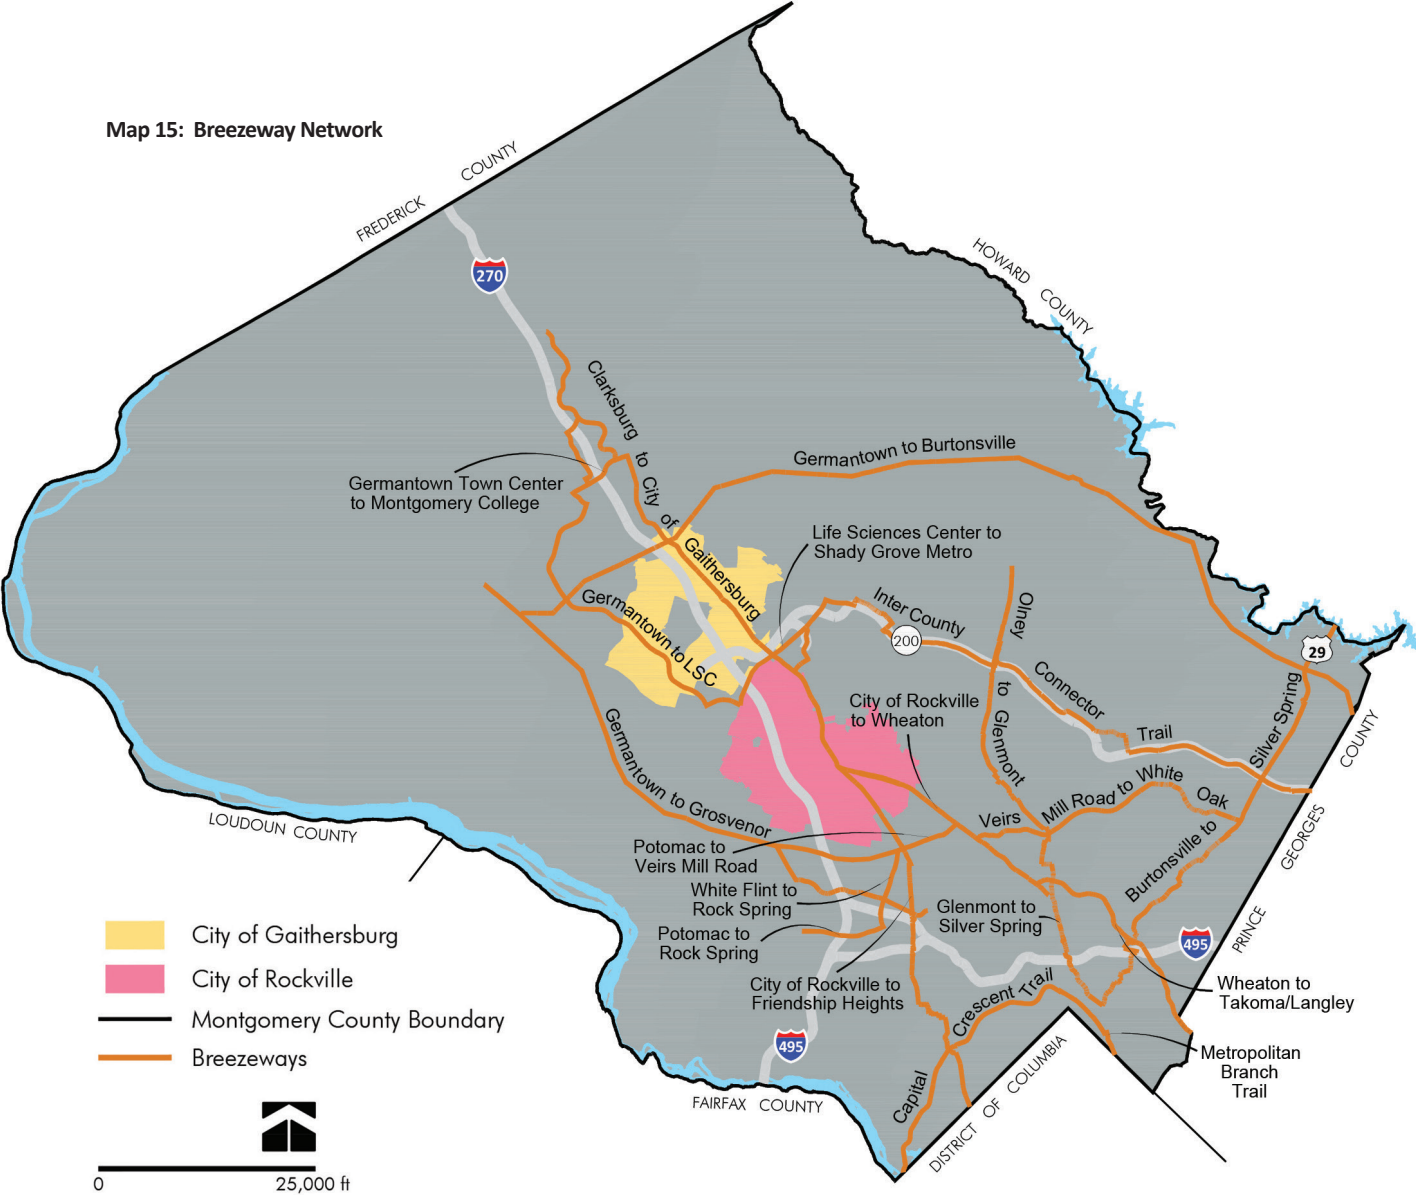 Map 15: Breezeway Network
FREDERICK COUNTY
270
HOWARD COUNTY
Clarksburg to City of Gaithersburg
Germantown to Burtonsville
Germantown Town Center
to Montgomery College
Life Sciences Center to
Shady Grove Metro
Germantown to LSC
Inter County Connector Trail
200
Olney to Glenmont
29
City of Rockville
to Wheaton
Germantown to Grosvenor
Veirs Mill Road to White Oak
Burtonsville to Silver Spring
LOUDOUN COUNTY
Potomac to
Veirs Mill Road
White Flint to
Rock Spring
Potomac to
Rock Spring
City of Rockville to
Friendship Heights
Glenmont to
Silver Spring
495
PRINCE GEORGES COUNTY
Wheaton to
Takoma/Langley
Capital Crescent Trail
495
Metropolitan
Branch
Trail
FAIRFAX COUNTY
DISTRICT OF COLUMBIA
City of Gaithersburg
City of Rockville
Montgomery County Boundary
Breezeways
0 25,000 ft